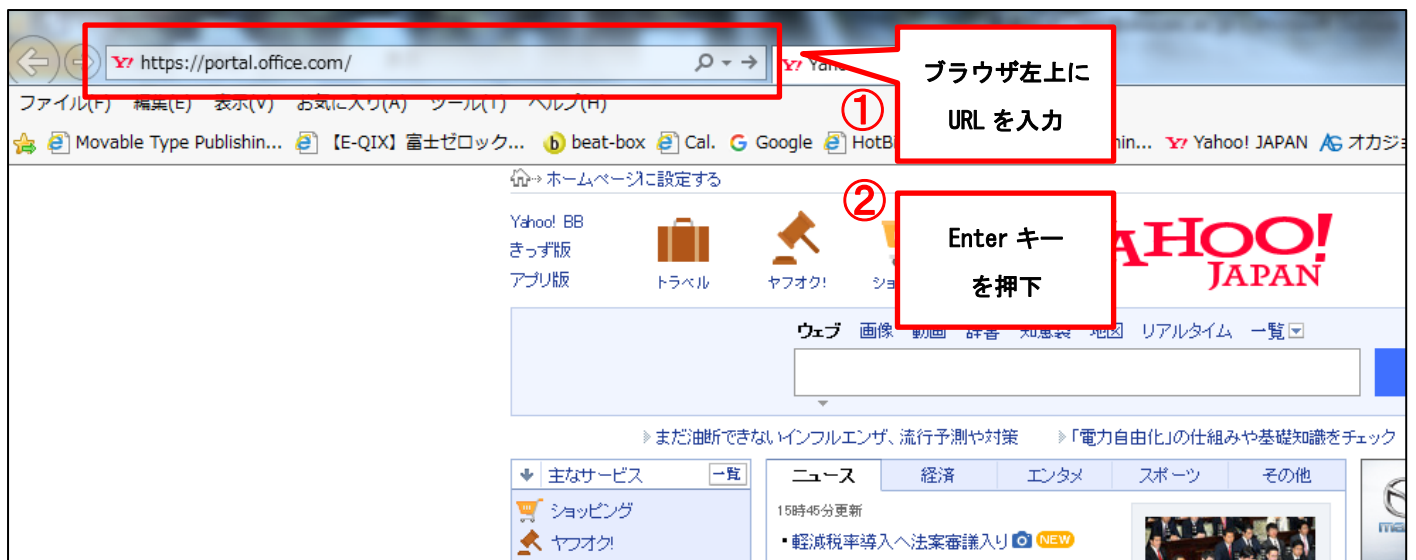 https://portal.office.com/
ブラウザ左上に
URL を入力
①
ファイル(F) 編集(E) 表示(V) お気に入り(A) ツール(T) ヘルプ(H)
Movable Type Publishin... 【E-QIX】富士ゼロック... beat-box Cal. Google Yahoo! JAPAN
ホームページに設定する
②
Enter キー
を押下
Yahoo! BB
きっず版
アプリ版
トラベル ヤフオク!
YAHOO!
JAPAN
ウェブ 画像 動画 辞書 知恵袋 地図 リアルタイム 一覧
まだ油断できないインフルエンザ、流行予測や対策 「電力自由化」の仕組みや基礎知識をチェック
主なサービス 一覧
ニュース 経済 エンタメ スポーツ その他
ショッピング
15時45分更新
ヤフオク!
・軽減税率導入へ法案審議入り NEW